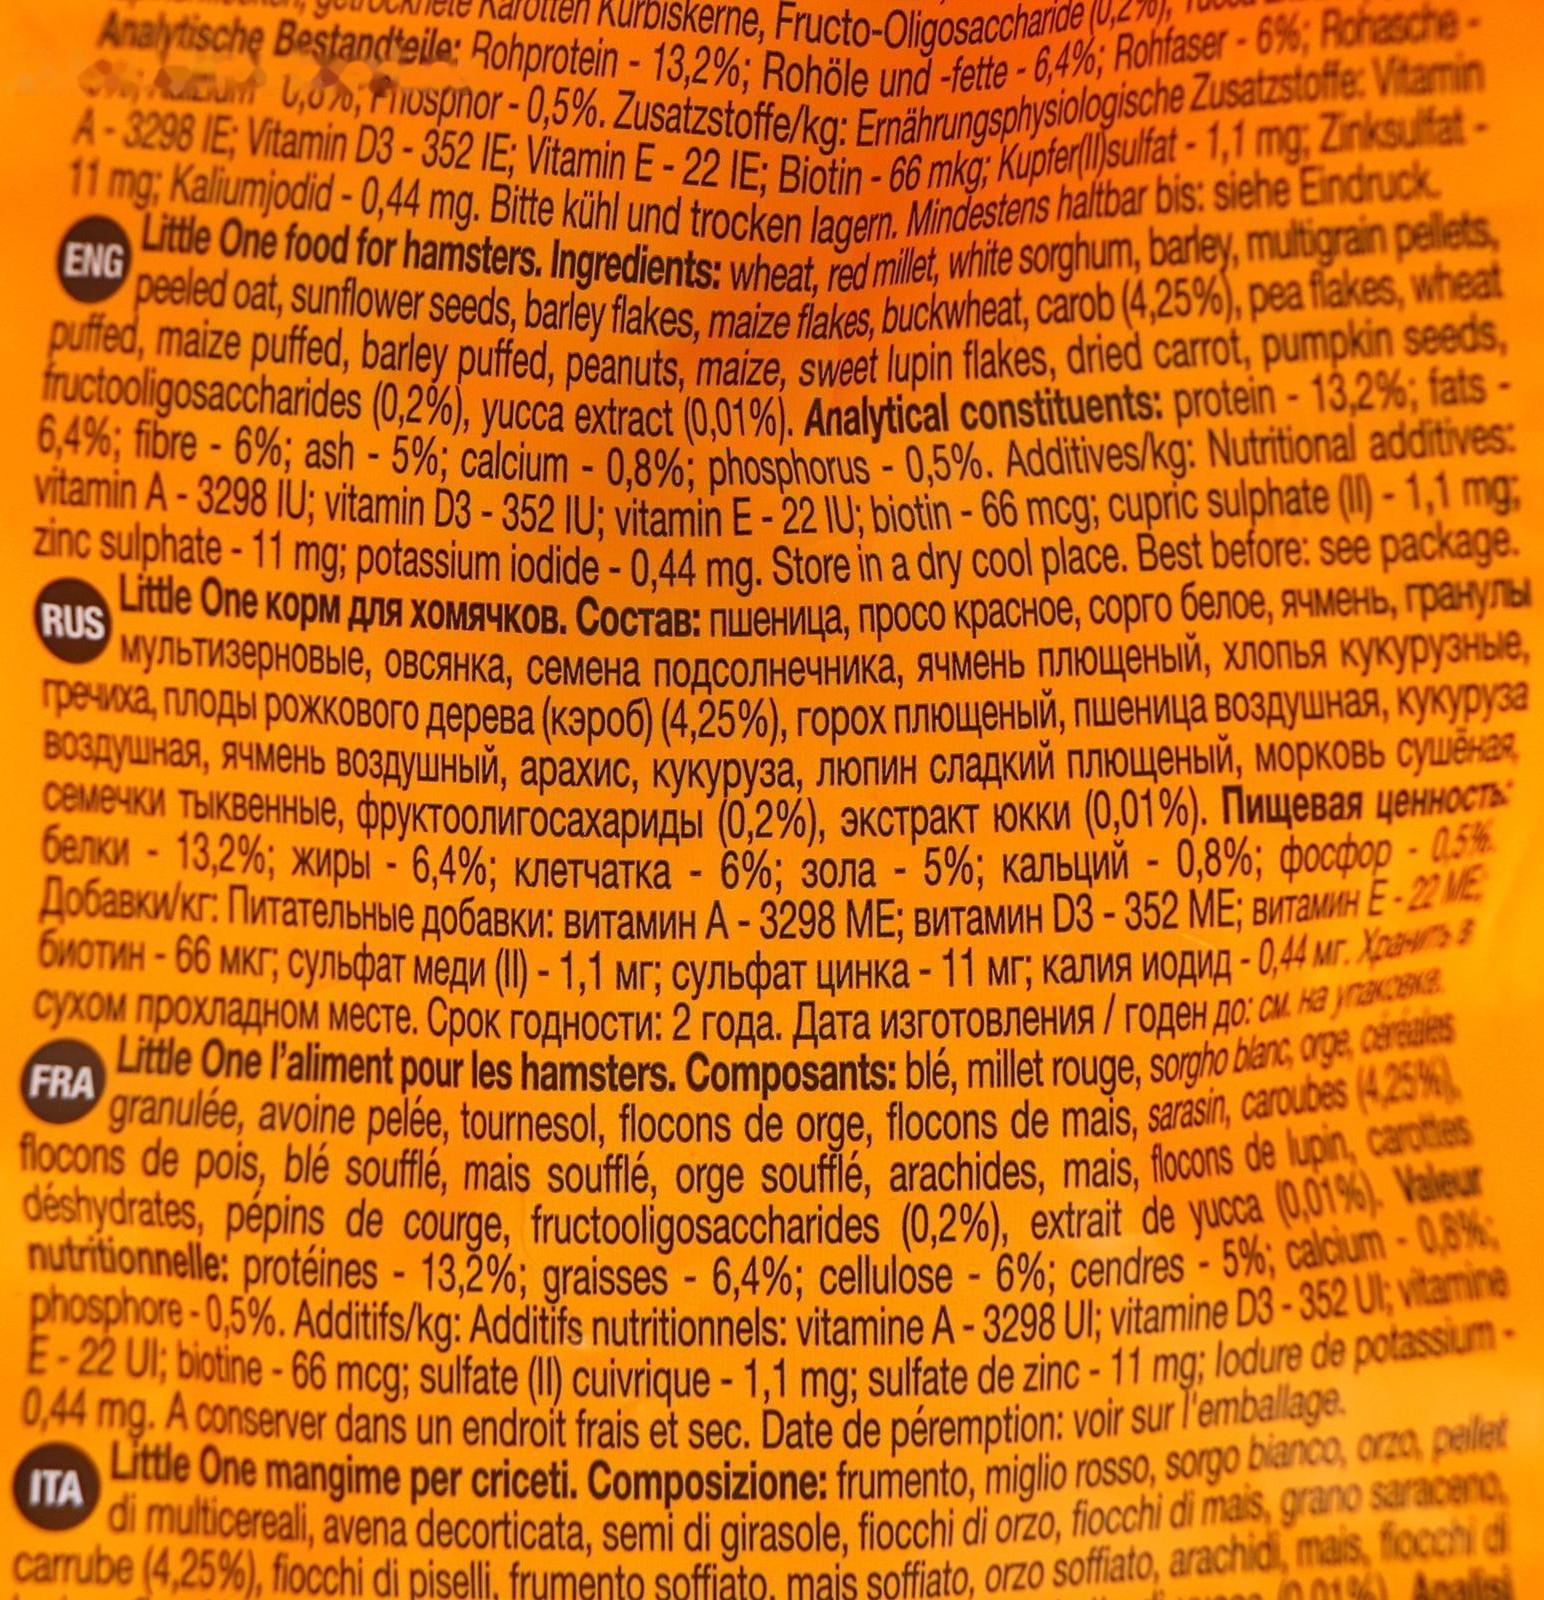 getrocknete Karotten Kürbiskerne, Fructo-Oligosaccharide (0,2%),
Analytische Bestandteile: Rohprotein - 13,2%; Rohöle und -fette - 6,4%; Rohfaser - 6%; Rohasche -
Kalzium - 0,8%, Phosphor - 0,5%. Zusatzstoffe/kg: Ernährungsphysiologische Zusatzstoffe: Vitamin
A - 3298 IE; Vitamin D3 - 352 IE; Vitamin E - 22 IE; Biotin - 66 mkg; Kupfer(II)sulfat - 1,1 mg; Zinksulfat -
11 mg; Kaliumjodid - 0,44 mg. Bitte kühl und trocken lagern. Mindestens haltbar bis: siehe Eindruck.
ENG Little One food for hamsters. Ingredients: wheat, red millet, white sorghum, barley, multigrain pellets,
peeled oat, sunflower seeds, barley flakes, maize flakes, buckwheat, carob (4,25%), pea flakes, wheat
puffed, maize puffed, barley puffed, peanuts, maize, sweet lupin flakes, dried carrot, pumpkin seeds,
fructooligosaccharides (0,2%), yucca extract (0,01%). Analytical constituents: protein - 13,2%; fats -
6,4%; fibre - 6%; ash - 5%; calcium - 0,8%; phosphorus - 0,5%. Additives/kg: Nutritional additives:
vitamin A - 3298 IU; vitamin D3 - 352 IU; vitamin E - 22 IU; biotin - 66 mcg; cupric sulphate (II) - 1,1 mg;
zinc sulphate - 11 mg; potassium iodide - 0,44 mg. Store in a dry cool place. Best before: see package.
RUS Little One корм для хомячков. Состав: пшеница, просо красное, сорго белое, ячмень, гранулы
мультизерновые, овсянка, семена подсолнечника, ячмень плющеный, хлопья кукурузные,
гречиха, плоды рожкового дерева (кэроб) (4,25%), горох плющеный, пшеница воздушная, кукуруза
воздушная, ячмень воздушный, арахис, кукуруза, люпин сладкий плющеный, морковь сушёная,
семечки тыквенные, фруктоолигосахариды (0,2%), экстракт юкки (0,01%). Пищевая ценность:
белки - 13,2%; жиры - 6,4%; клетчатка - 6%; зола - 5%; кальций - 0,8%; фосфор - 0,5%.
Добавки/кг: Питательные добавки: витамин А - 3298 МЕ; витамин D3 - 352 МЕ; витамин Е - 22 МЕ;
биотин - 66 мкг; сульфат меди (II) - 1,1 мг; сульфат цинка - 11 мг; калия иодид - 0,44 мг. Хранить в
сухом прохладном месте. Срок годности: 2 года. Дата изготовления / годен до: см. на упаковке.
FRA Little One l'aliment pour les hamsters. Composants: blé, millet rouge, sorgho blanc, orge, céréales
granulée, avoine pelée, tournesol, flocons de orge, flocons de mais, sarasin, caroubes (4,25%),
flocons de pois, blé soufflé, mais soufflé, orge soufflé, arachides, mais, flocons de lupin, carottes
déshydrates, pépins de courge, fructooligosaccharides (0,2%), extrait de yucca (0,01%). Valeur
nutritionnelle: protéines - 13,2%; graisses - 6,4%; cellulose - 6%; cendres - 5%; calcium - 0,8%;
phosphore - 0,5%. Additifs/kg: Additifs nutritionnels: vitamine A - 3298 UI; vitamine D3 - 352 UI; vitamine
E - 22 UI; biotine - 66 mcg; sulfate (II) cuivrique - 1,1 mg; sulfate de zinc - 11 mg; Iodure de potassium -
0,44 mg. A conserver dans un endroit frais et sec. Date de péremption: voir sur l'emballage.
ITA Little One mangime per criceti. Composizione: frumento, miglio rosso, sorgo bianco, orzo, pellet
di multicereali, avena decorticata, semi di girasole, fiocchi di orzo, fiocchi di mais, grano saraceno,
carrube (4,25%), fiocchi di piselli, frumento soffiato, mais soffiato, orzo soffiato, arachidi, mais, fiocchi di
(0,01%). Analisi